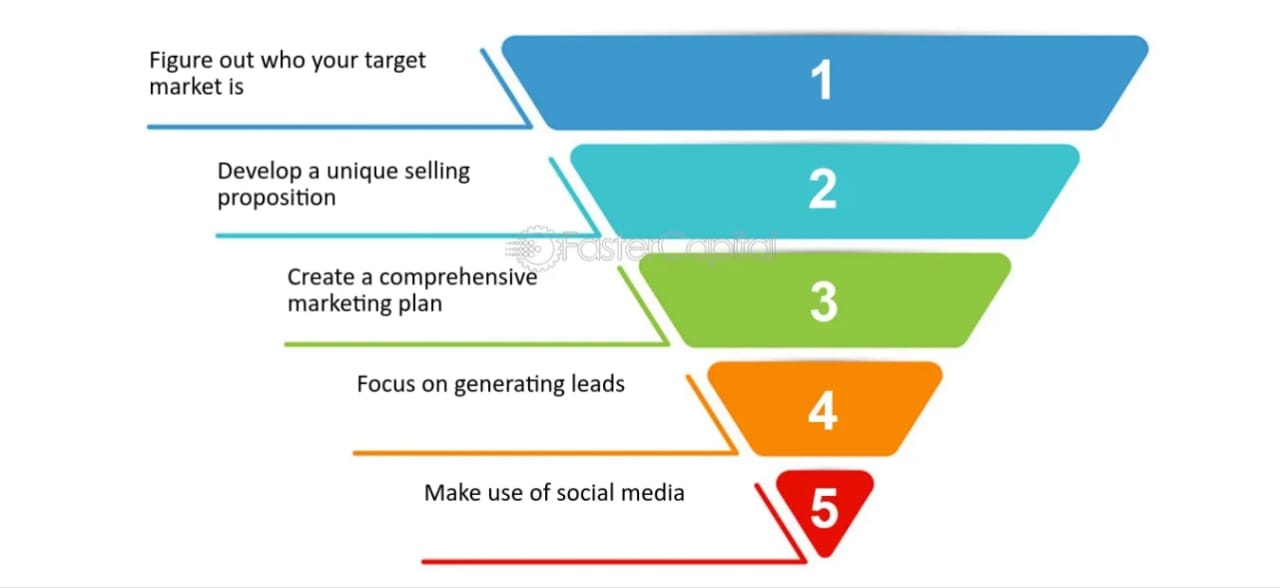 Figure out who your target
market is
1
Develop a unique selling
proposition
2
FasterCapital
Create a comprehensive
marketing plan
3
Focus on generating leads
4
Make use of social media
5